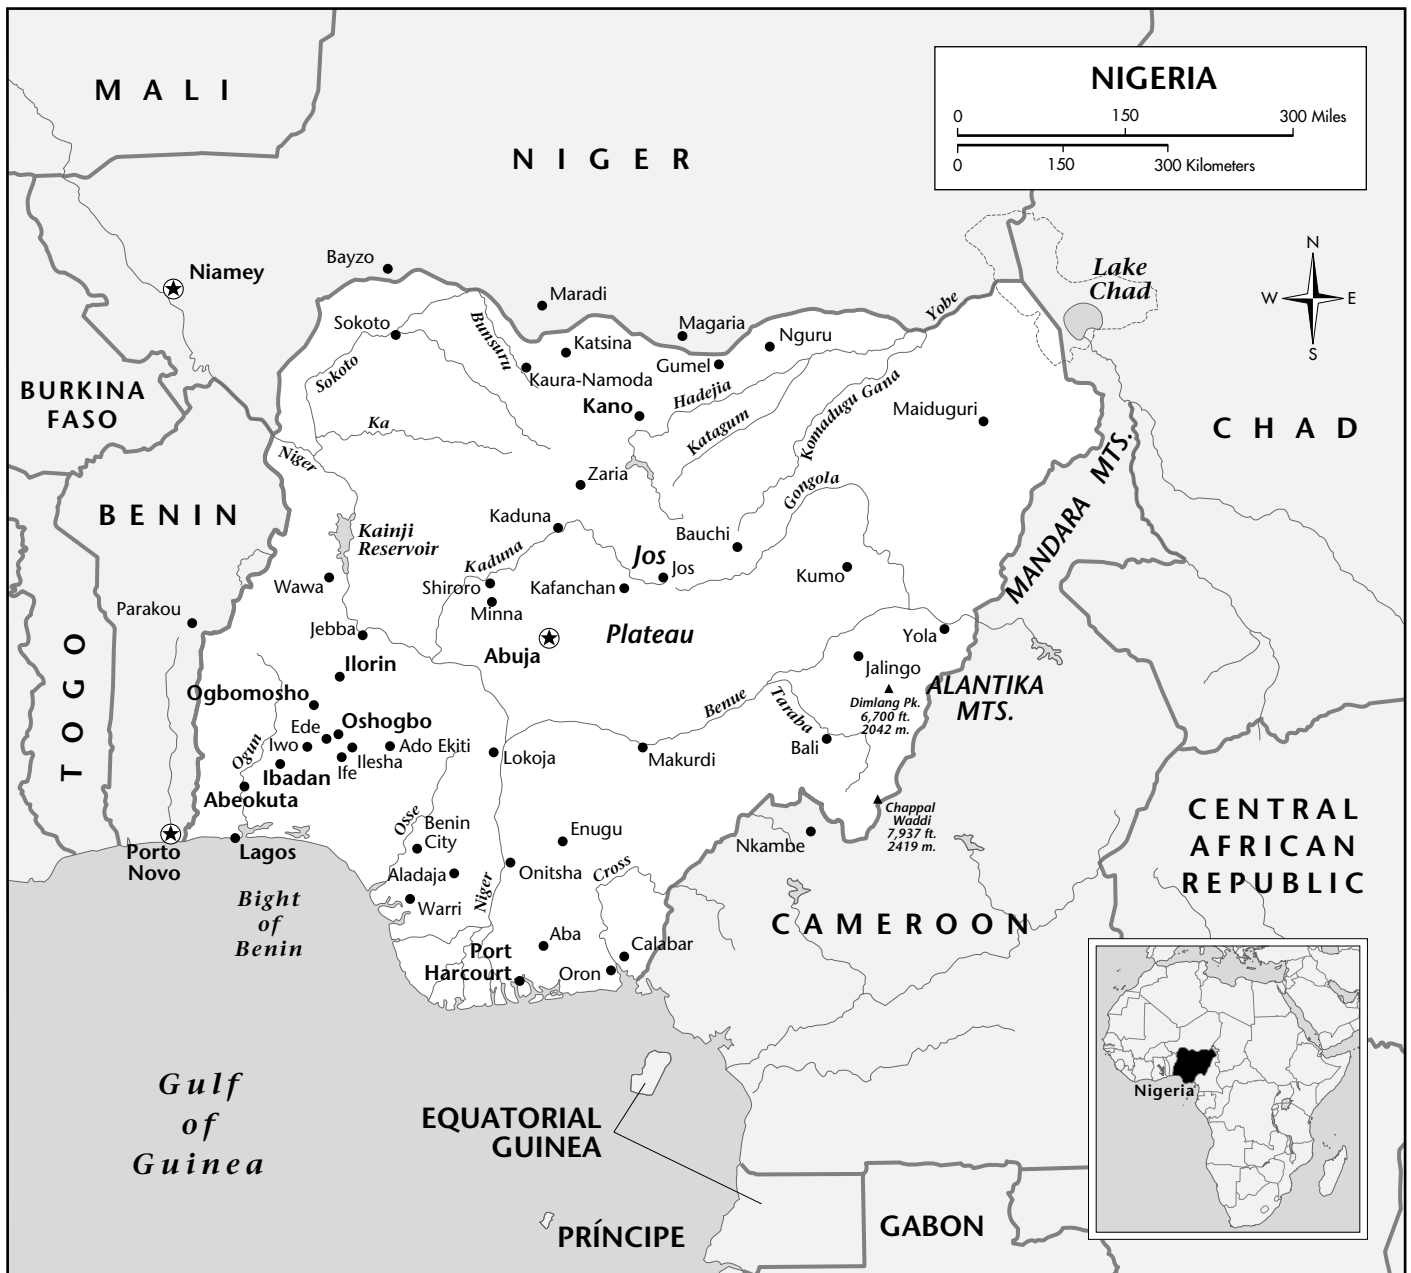 MALI
NIGER
NIGERIA
0 150 300 Miles
0 150 300 Kilometers
N
W E
S
Niamey
Bayzo
Maradi
Magaria
Nguru
Yobe
Lake
Chad
Sokoto
Bunsuru
Katsina
Gumel
Sokoto
Kaura-Namoda
Hadejia
BURKINA
FASO
Kano
Katagum
Komadugu Gana
Maiduguri
CHAD
Ka
Niger
Zaria
Gongola
MANDARA MTS.
BENIN
Kainji
Reservoir
Kaduna
Kaduna
Bauchi
Jos
Jos
Kumo
Wawa
Shiroro
Kafanchan
Minna
Parakou
Jebba
Abuja
Plateau
Yola
TOGO
Ilorin
Jalingo
Ogbomosho
Benue
Taraba
Dimlang Pk.
6,700 ft.
2042 m.
ALANTIKA
MTS.
Ede
Oshogbo
Iwo
Ado Ekiti
Ogun
Ilesha
Ife
Ibadan
Lokoja
Makurdi
Bali
Abeokuta
Osse
Benin
City
Enugu
Chappal
Waddi
7,937 ft.
2419 m.
CENTRAL
AFRICAN
REPUBLIC
Porto
Novo
Lagos
Nkambe
Aladaja
Onitsha
Cross
Niger
Warri
Bight
of
Benin
CAMEROON
Aba
Calabar
Port
Harcourt
Oron
Gulf
of
Guinea
EQUATORIAL
GUINEA
Nigeria
PRÍNCIPE
GABON